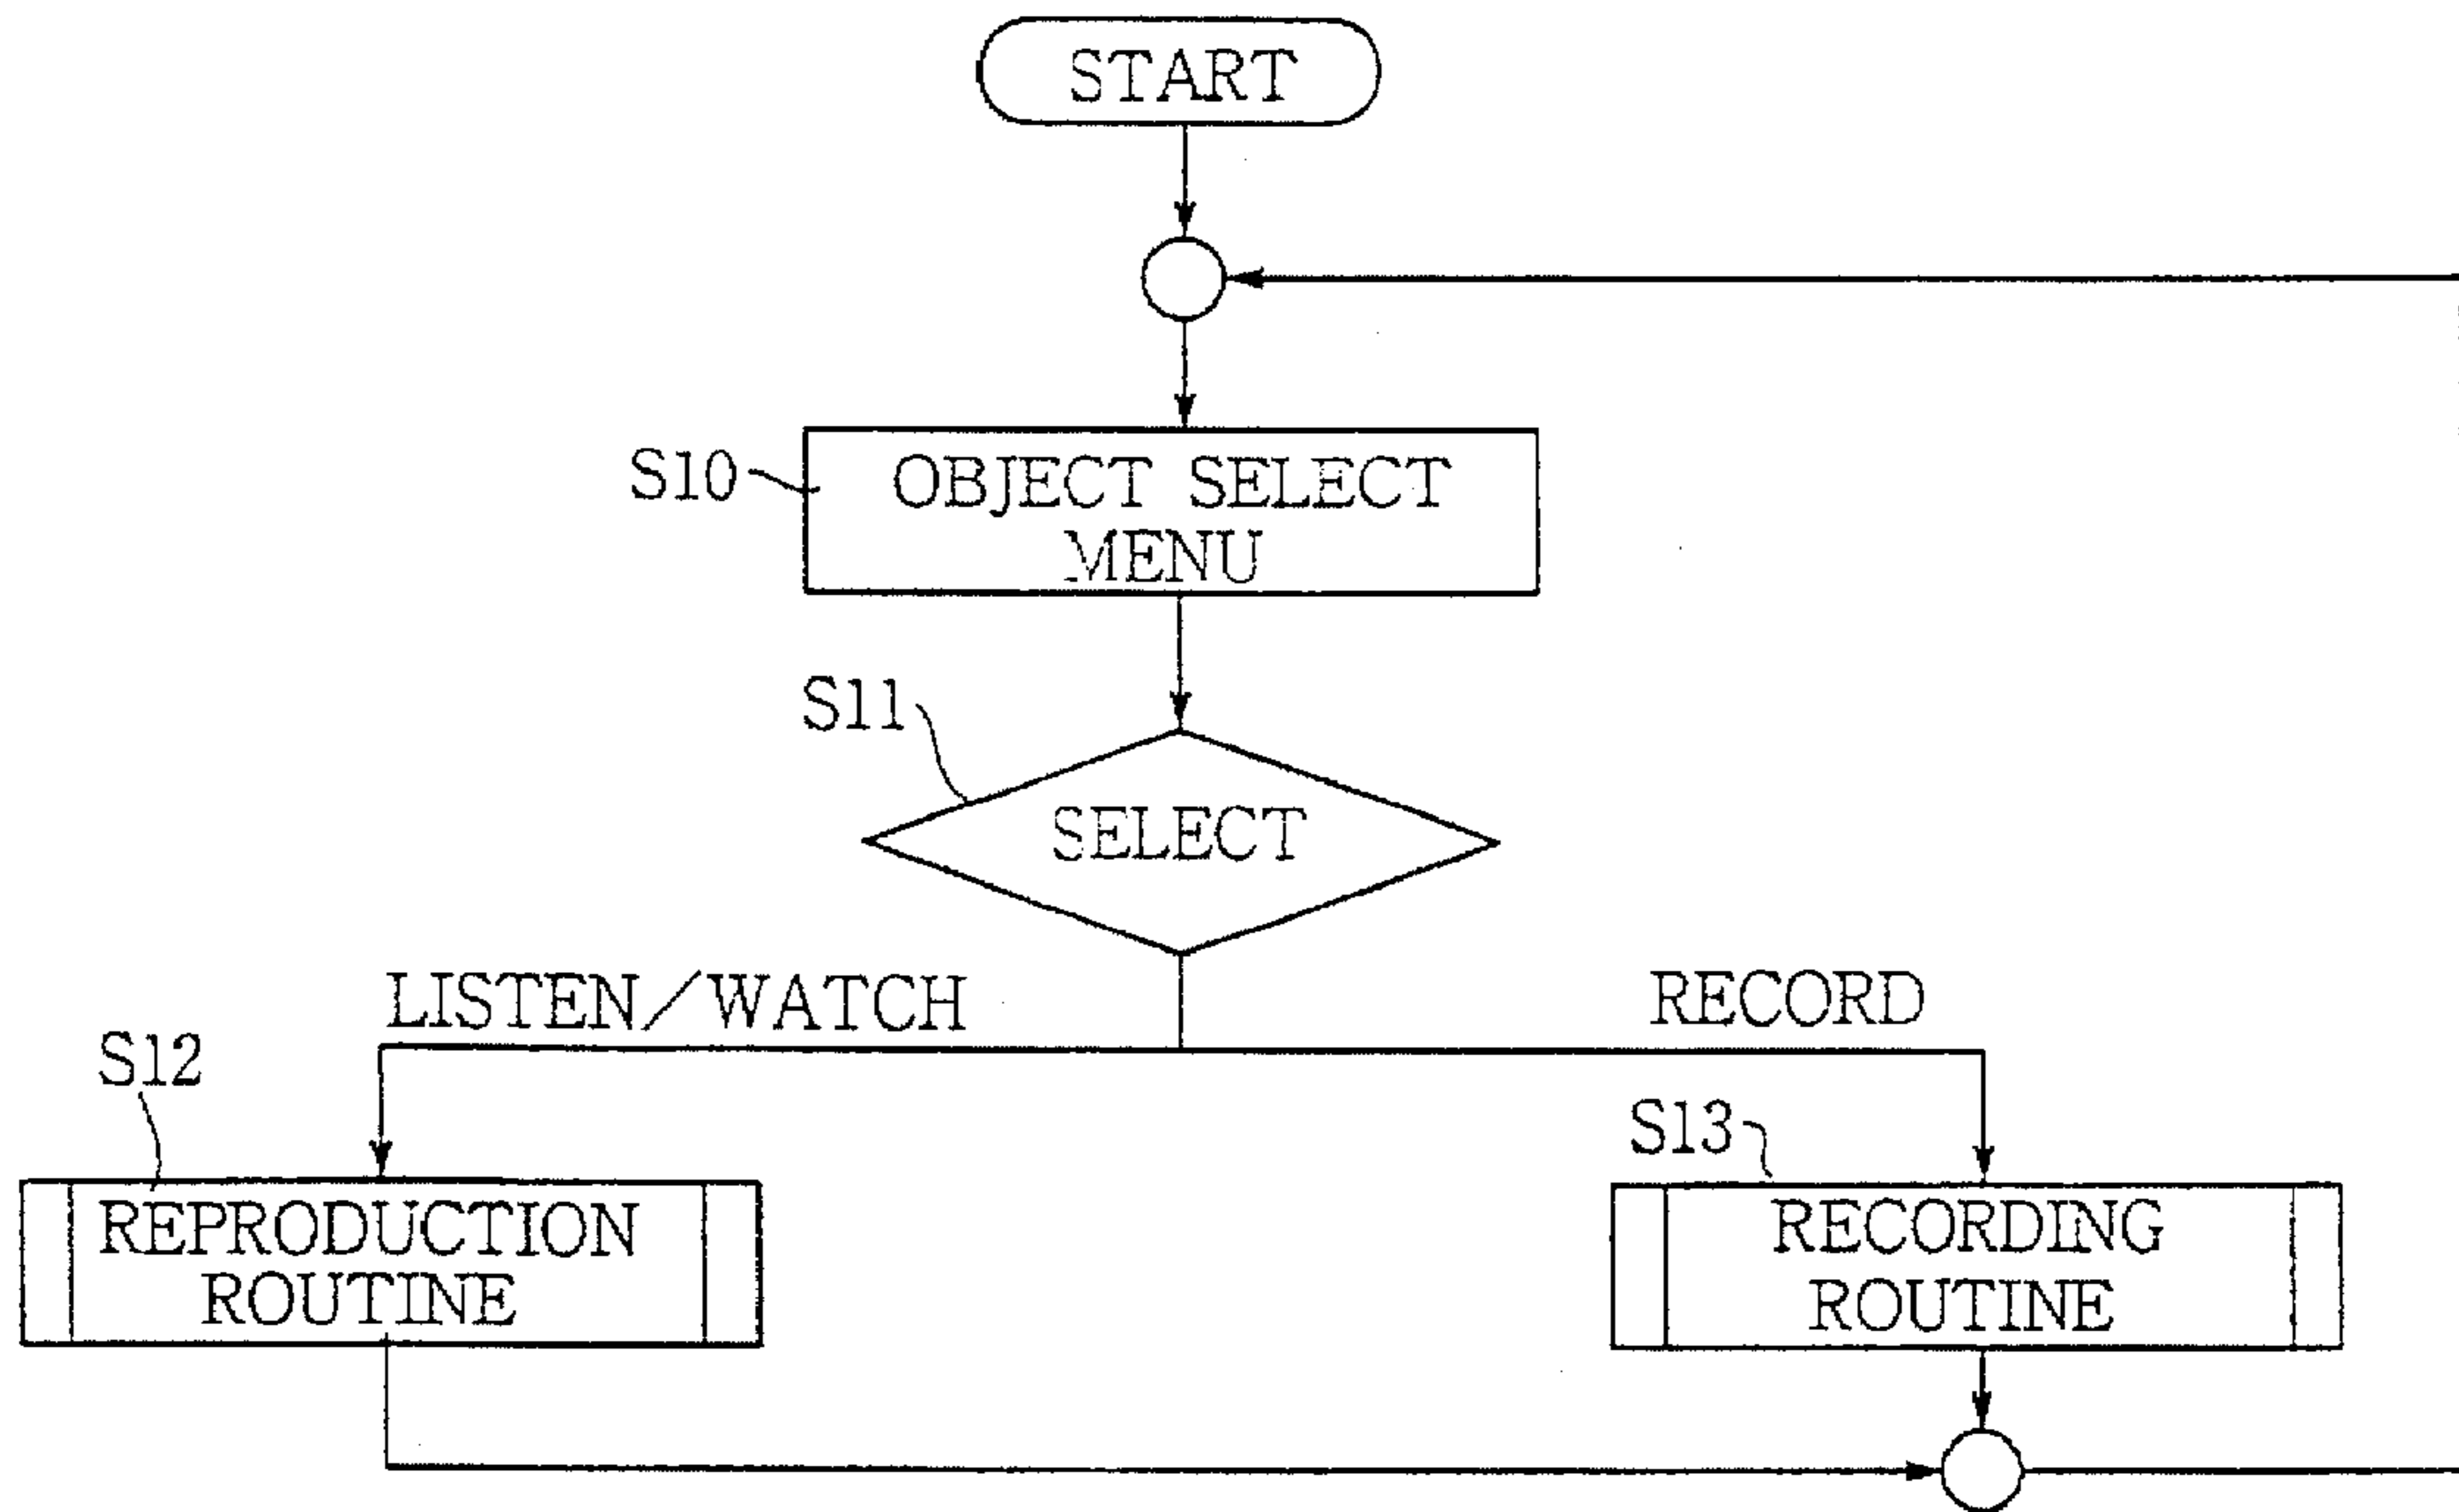 START
S10
OBJECT SELECT
MENU
S11
SELECT
LISTEN/WATCH
RECORD
S12
S13
REPRODUCTION
ROUTINE
RECORDING
ROUTINE